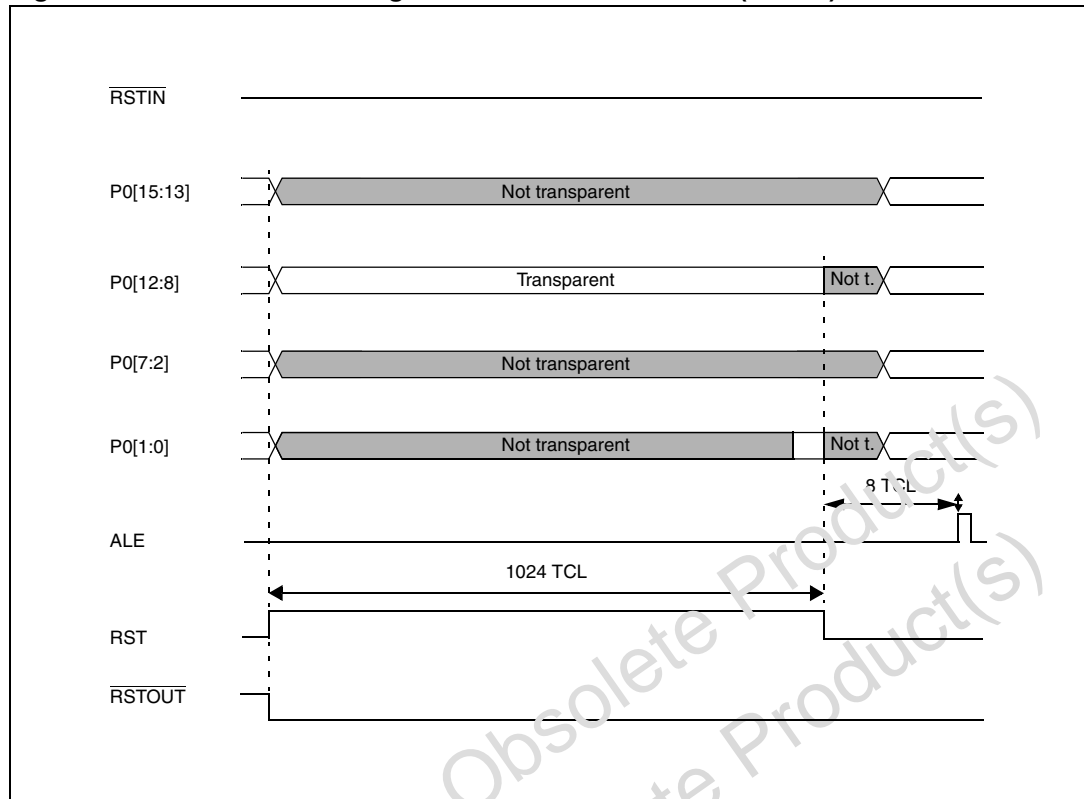 RSTIN
P0[15:13]
Not transparent
P0[12:8]
Transparent
Not t.
P0[7:2]
Not transparent
P0[1:0]
Not transparent
Not t.
8 TCL
ALE
1024 TCL
RST
RSTOUT
Obsolete Product(s)
Obsolete Product(s)